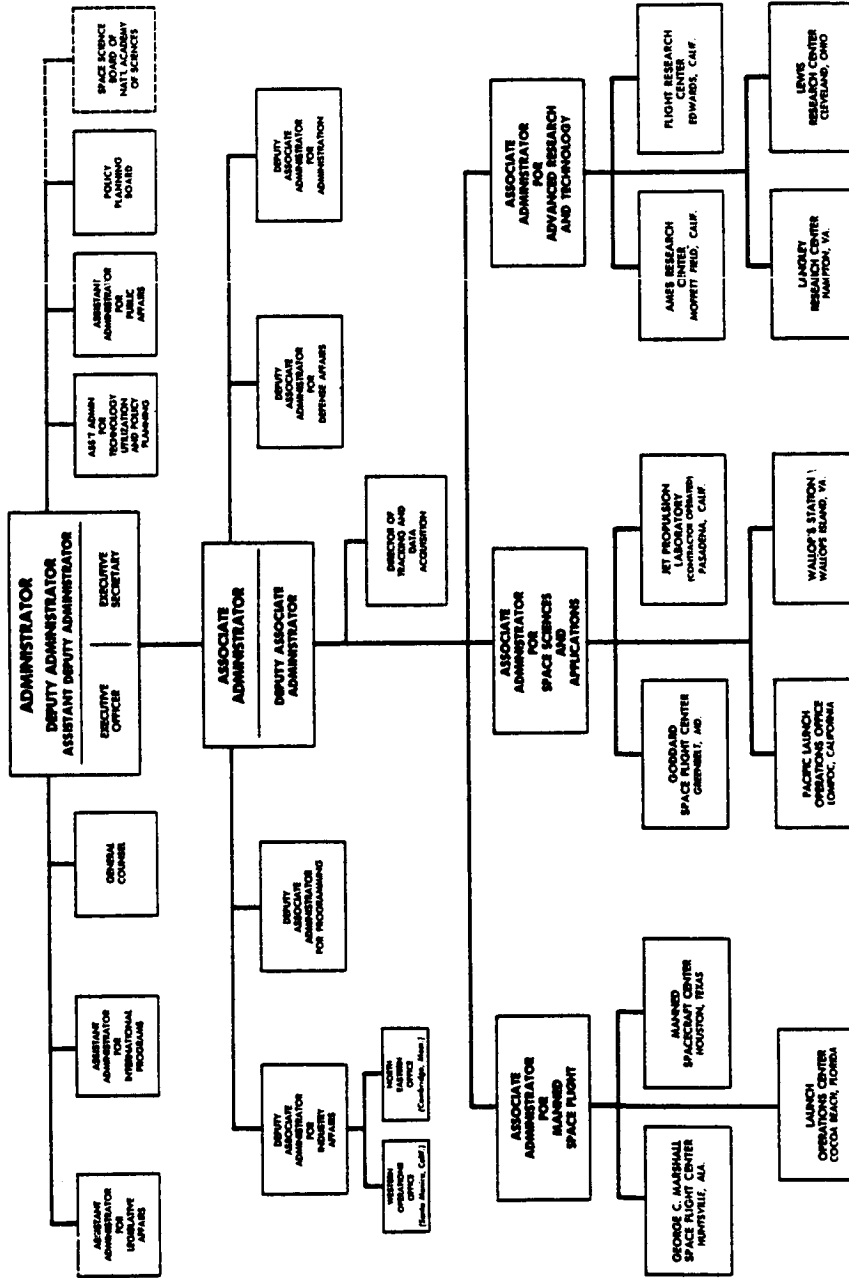 ADMINISTRATOR
DEPUTY ADMINISTRATOR
ASSISTANT DEPUTY ADMINISTRATOR
EXECUTIVE
OFFICER
EXECUTIVE
SECRETARY
ASSISTANT
ADMINISTRATOR
FOR
LEGISLATIVE
AFFAIRS
ASSISTANT
ADMINISTRATOR
FOR
INTERNATIONAL
PROGRAMS
GENERAL
COUNSEL
ASS'T ADMIN
FOR
TECHNOLOGY
UTILIZATION
AND POLICY
PLANNING
ASSISTANT
ADMINISTRATOR
FOR
PUBLIC
AFFAIRS
POLICY
PLANNING
BOARD
SPACE SCIENCE
BOARD OF
NAT'L ACADEMY
OF SCIENCES
ASSOCIATE
ADMINISTRATOR
DEPUTY ASSOCIATE
ADMINISTRATOR
DEPUTY
ASSOCIATE
ADMINISTRATOR
FOR
INDUSTRY
AFFAIRS
WESTERN
OPERATIONS
OFFICE
(Santa Monica, Calif.)
NORTH
EASTERN
OFFICE
(Cambridge, Mass.)
DEPUTY
ASSOCIATE
ADMINISTRATOR
FOR PROGRAMMING
DEPUTY
ASSOCIATE
ADMINISTRATOR
FOR
DEFENSE AFFAIRS
DEPUTY
ASSOCIATE
ADMINISTRATOR
FOR
ADMINISTRATION
DIRECTOR OF
TRACKING AND
DATA
ACQUISITION
ASSOCIATE
ADMINISTRATOR
FOR
MANNED
SPACE FLIGHT
ASSOCIATE
ADMINISTRATOR
FOR
SPACE SCIENCES
AND
APPLICATIONS
ASSOCIATE
ADMINISTRATOR
FOR
ADVANCED RESEARCH
AND TECHNOLOGY
GEORGE C. MARSHALL
SPACE FLIGHT CENTER
HUNTSVILLE, ALA.
MANNED
SPACECRAFT CENTER
HOUSTON, TEXAS
LAUNCH
OPERATIONS CENTER
COCOA BEACH, FLORIDA
GODDARD
SPACE FLIGHT CENTER
GREENBELT, MD.
JET PROPULSION
LABORATORY
(CONTRACTOR OPERATED)
PASADENA, CALIF.
PACIFIC LAUNCH
OPERATIONS OFFICE
LOMPOC, CALIFORNIA
WALLOP'S STATION
WALLOPS ISLAND, VA.
AMES RESEARCH
CENTER
MOFFETT FIELD, CALIF.
FLIGHT RESEARCH
CENTER
EDWARDS, CALIF.
LANGLEY
RESEARCH CENTER
HAMPTON, VA.
LEWIS
RESEARCH CENTER
CLEVELAND, OHIO